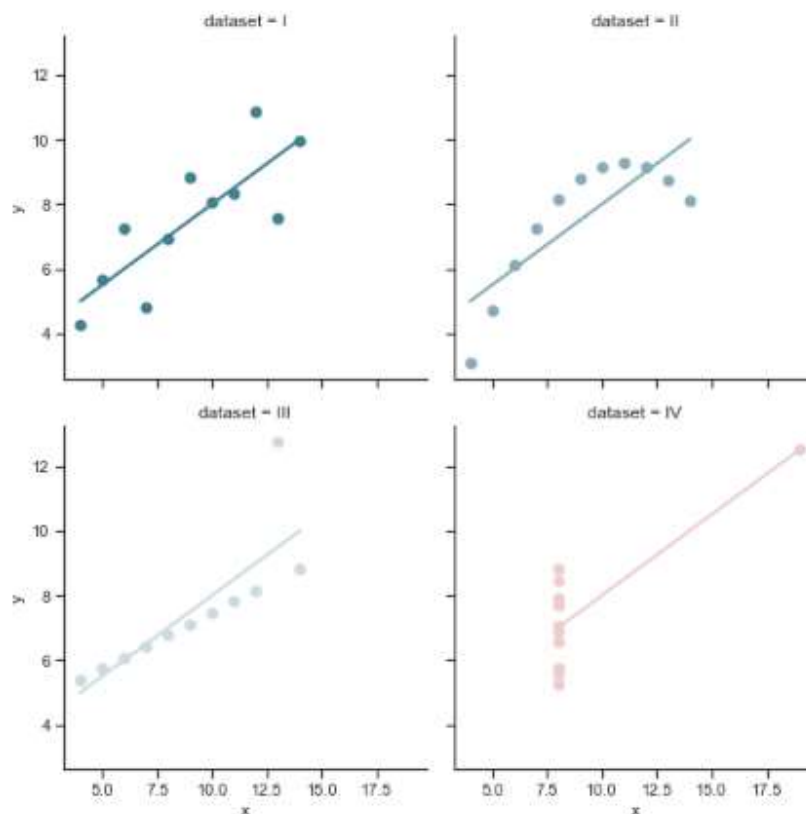 dataset = I
dataset = II
12
10
8
6
4
y
dataset = III
dataset = IV
12
10
8
6
4
y
5.0 7.5 10.0 12.5 15.0 17.5
5.0 7.5 10.0 12.5 15.0 17.5
x
x